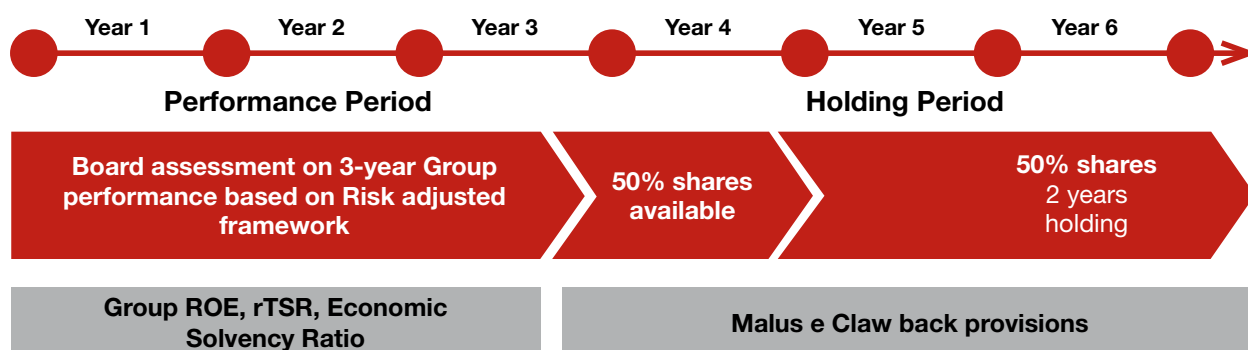 Year 1 Year 2 Year 3 Year 4 Year 5 Year 6
Performance Period Holding Period
Board assessment on 3-year Group
performance based on Risk adjusted
framework
50% shares
available
50% shares
2 years
holding
Group ROE, rTSR, Economic
Solvency Ratio
Malus e Claw back provisions